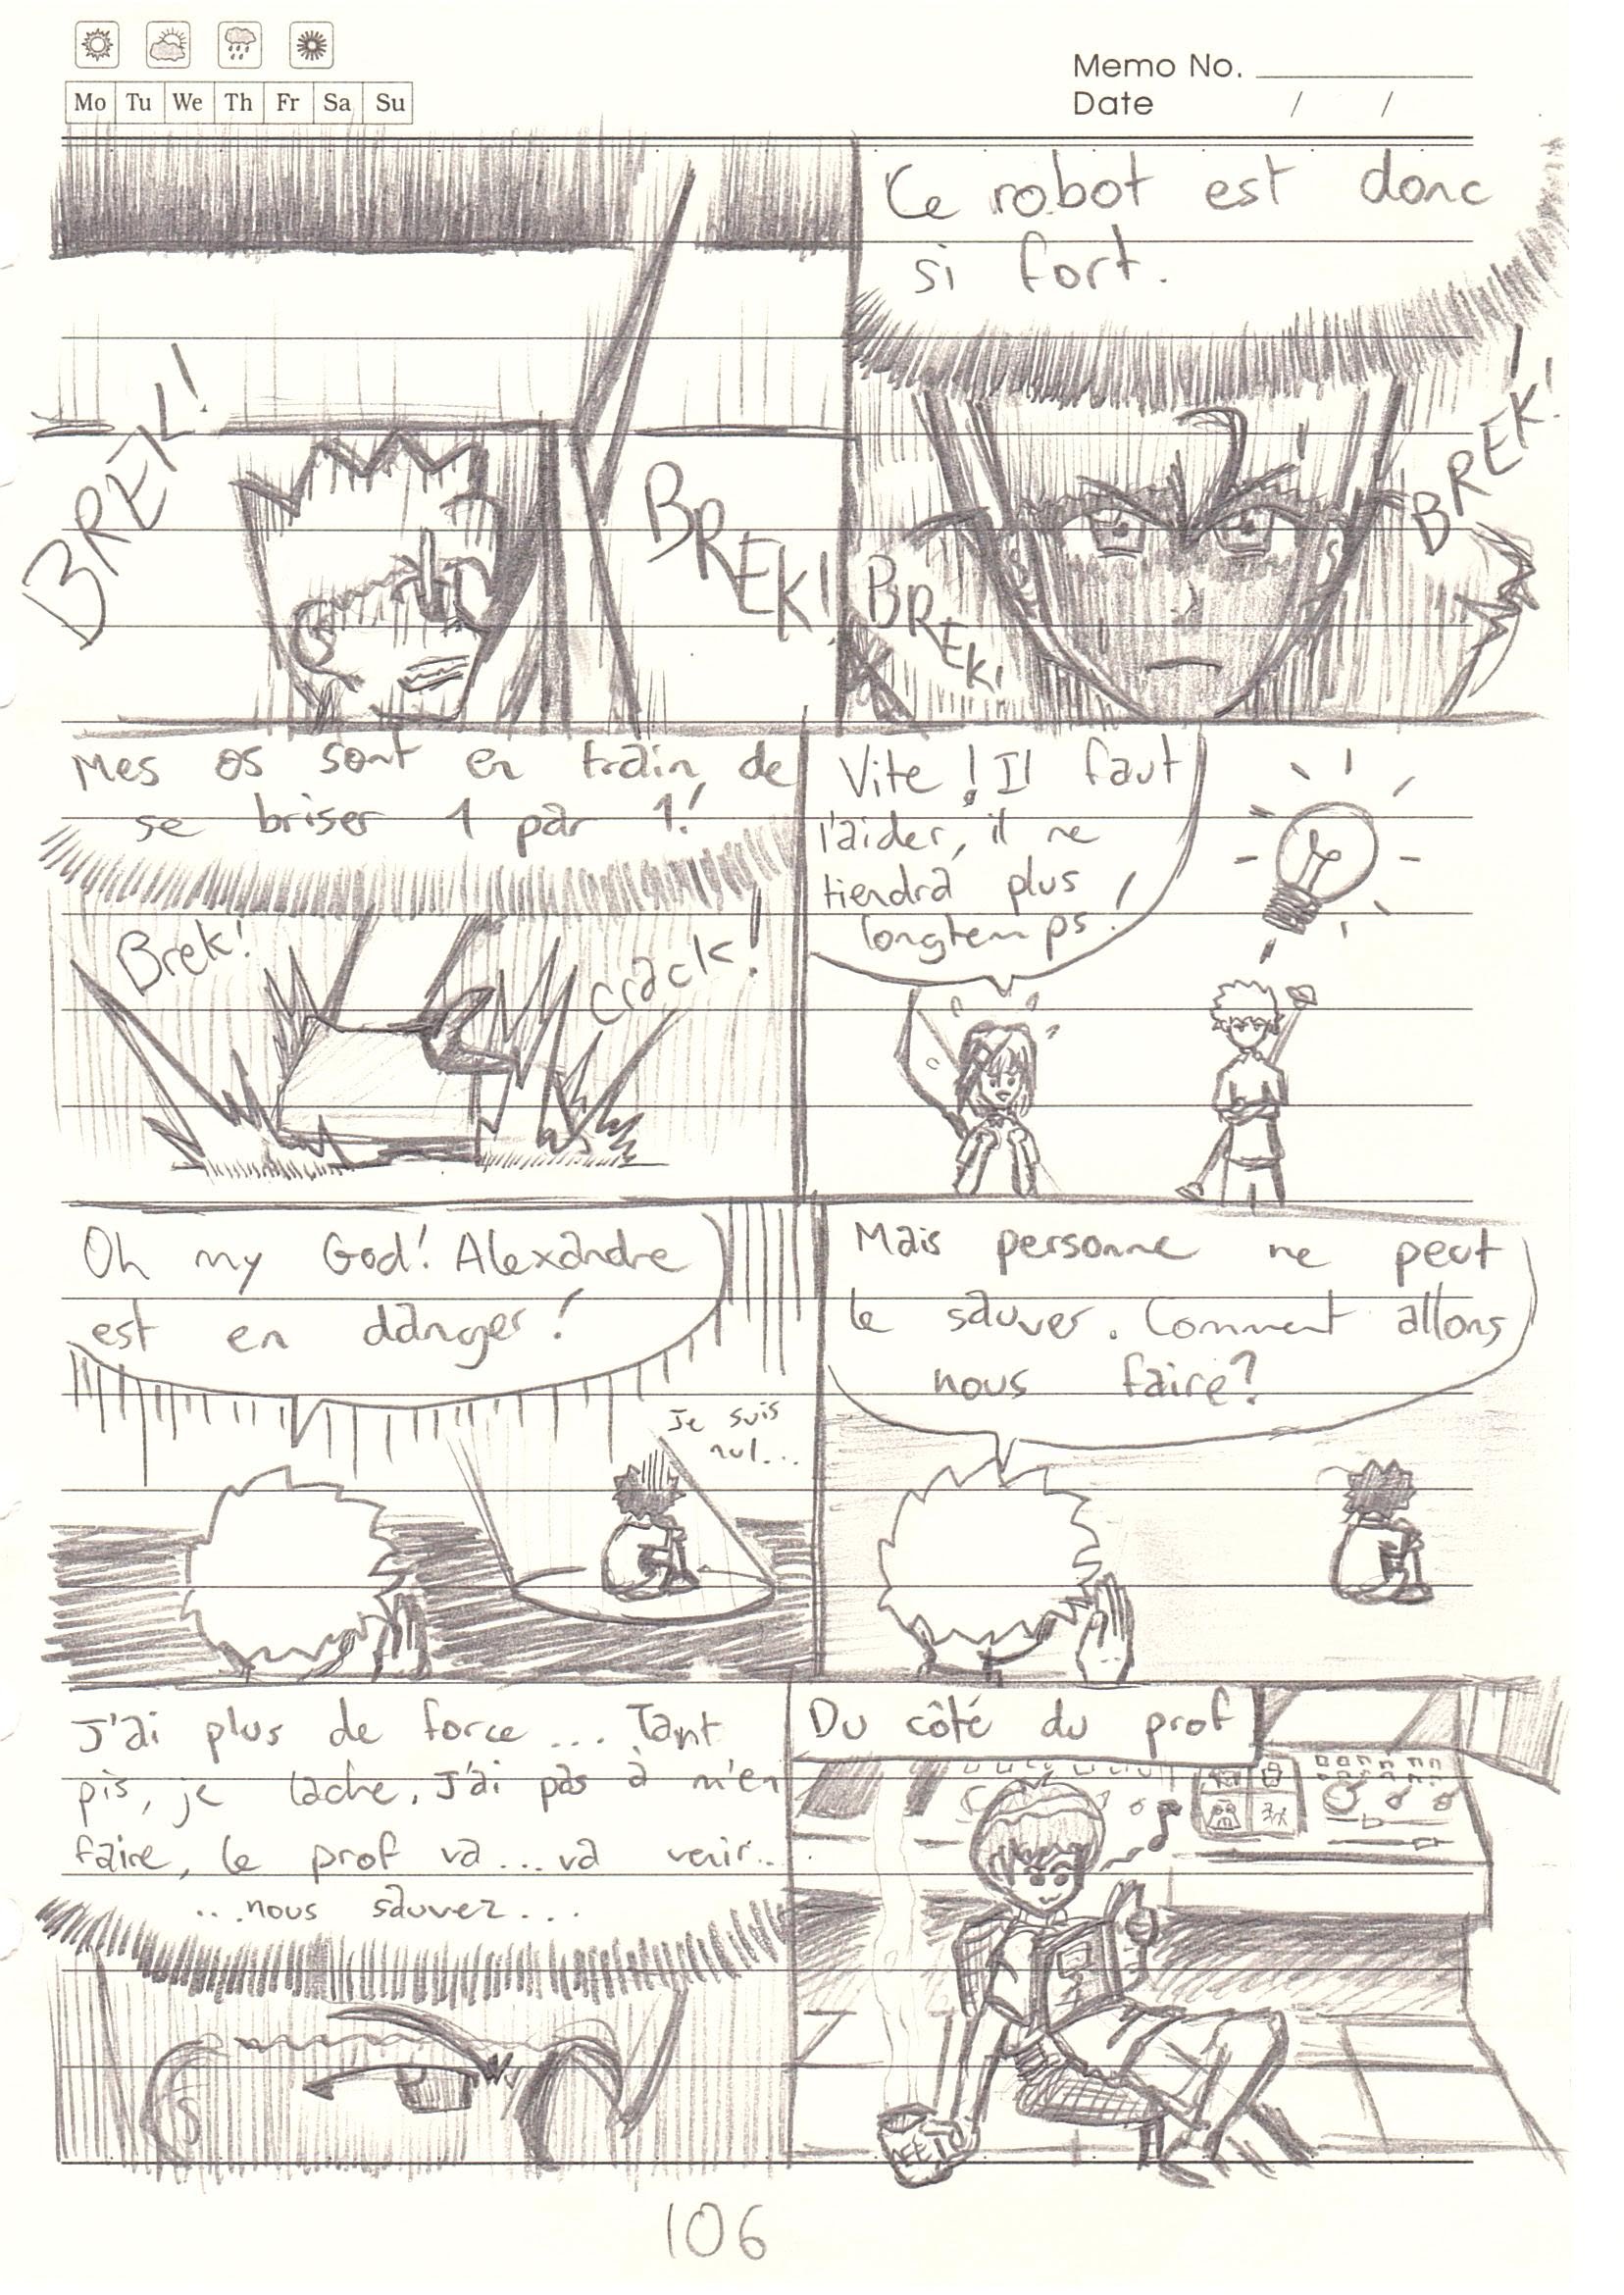 Memo No.
Mo Tu We Th Fr Sa Su
Date / /
BREK!
BREK!
Ce robot est donc
si fort.
BREK!
BREK!
Mes os sont en train de
se briser 1 par 1!
Brek!
Crack!
Vite! Il faut
l'aider, il ne
tiendra plus
longtemps!
Oh my God! Alexandre
est en danger!
Je suis
nul...
Mais personne ne peut
le sauver. Comment allons
nous faire?
J'ai plus de force... Tant
pis, je lache. J'ai pas à m'en
faire, le prof va...va venir..
...nous sauvez...
Du côté du prof
106